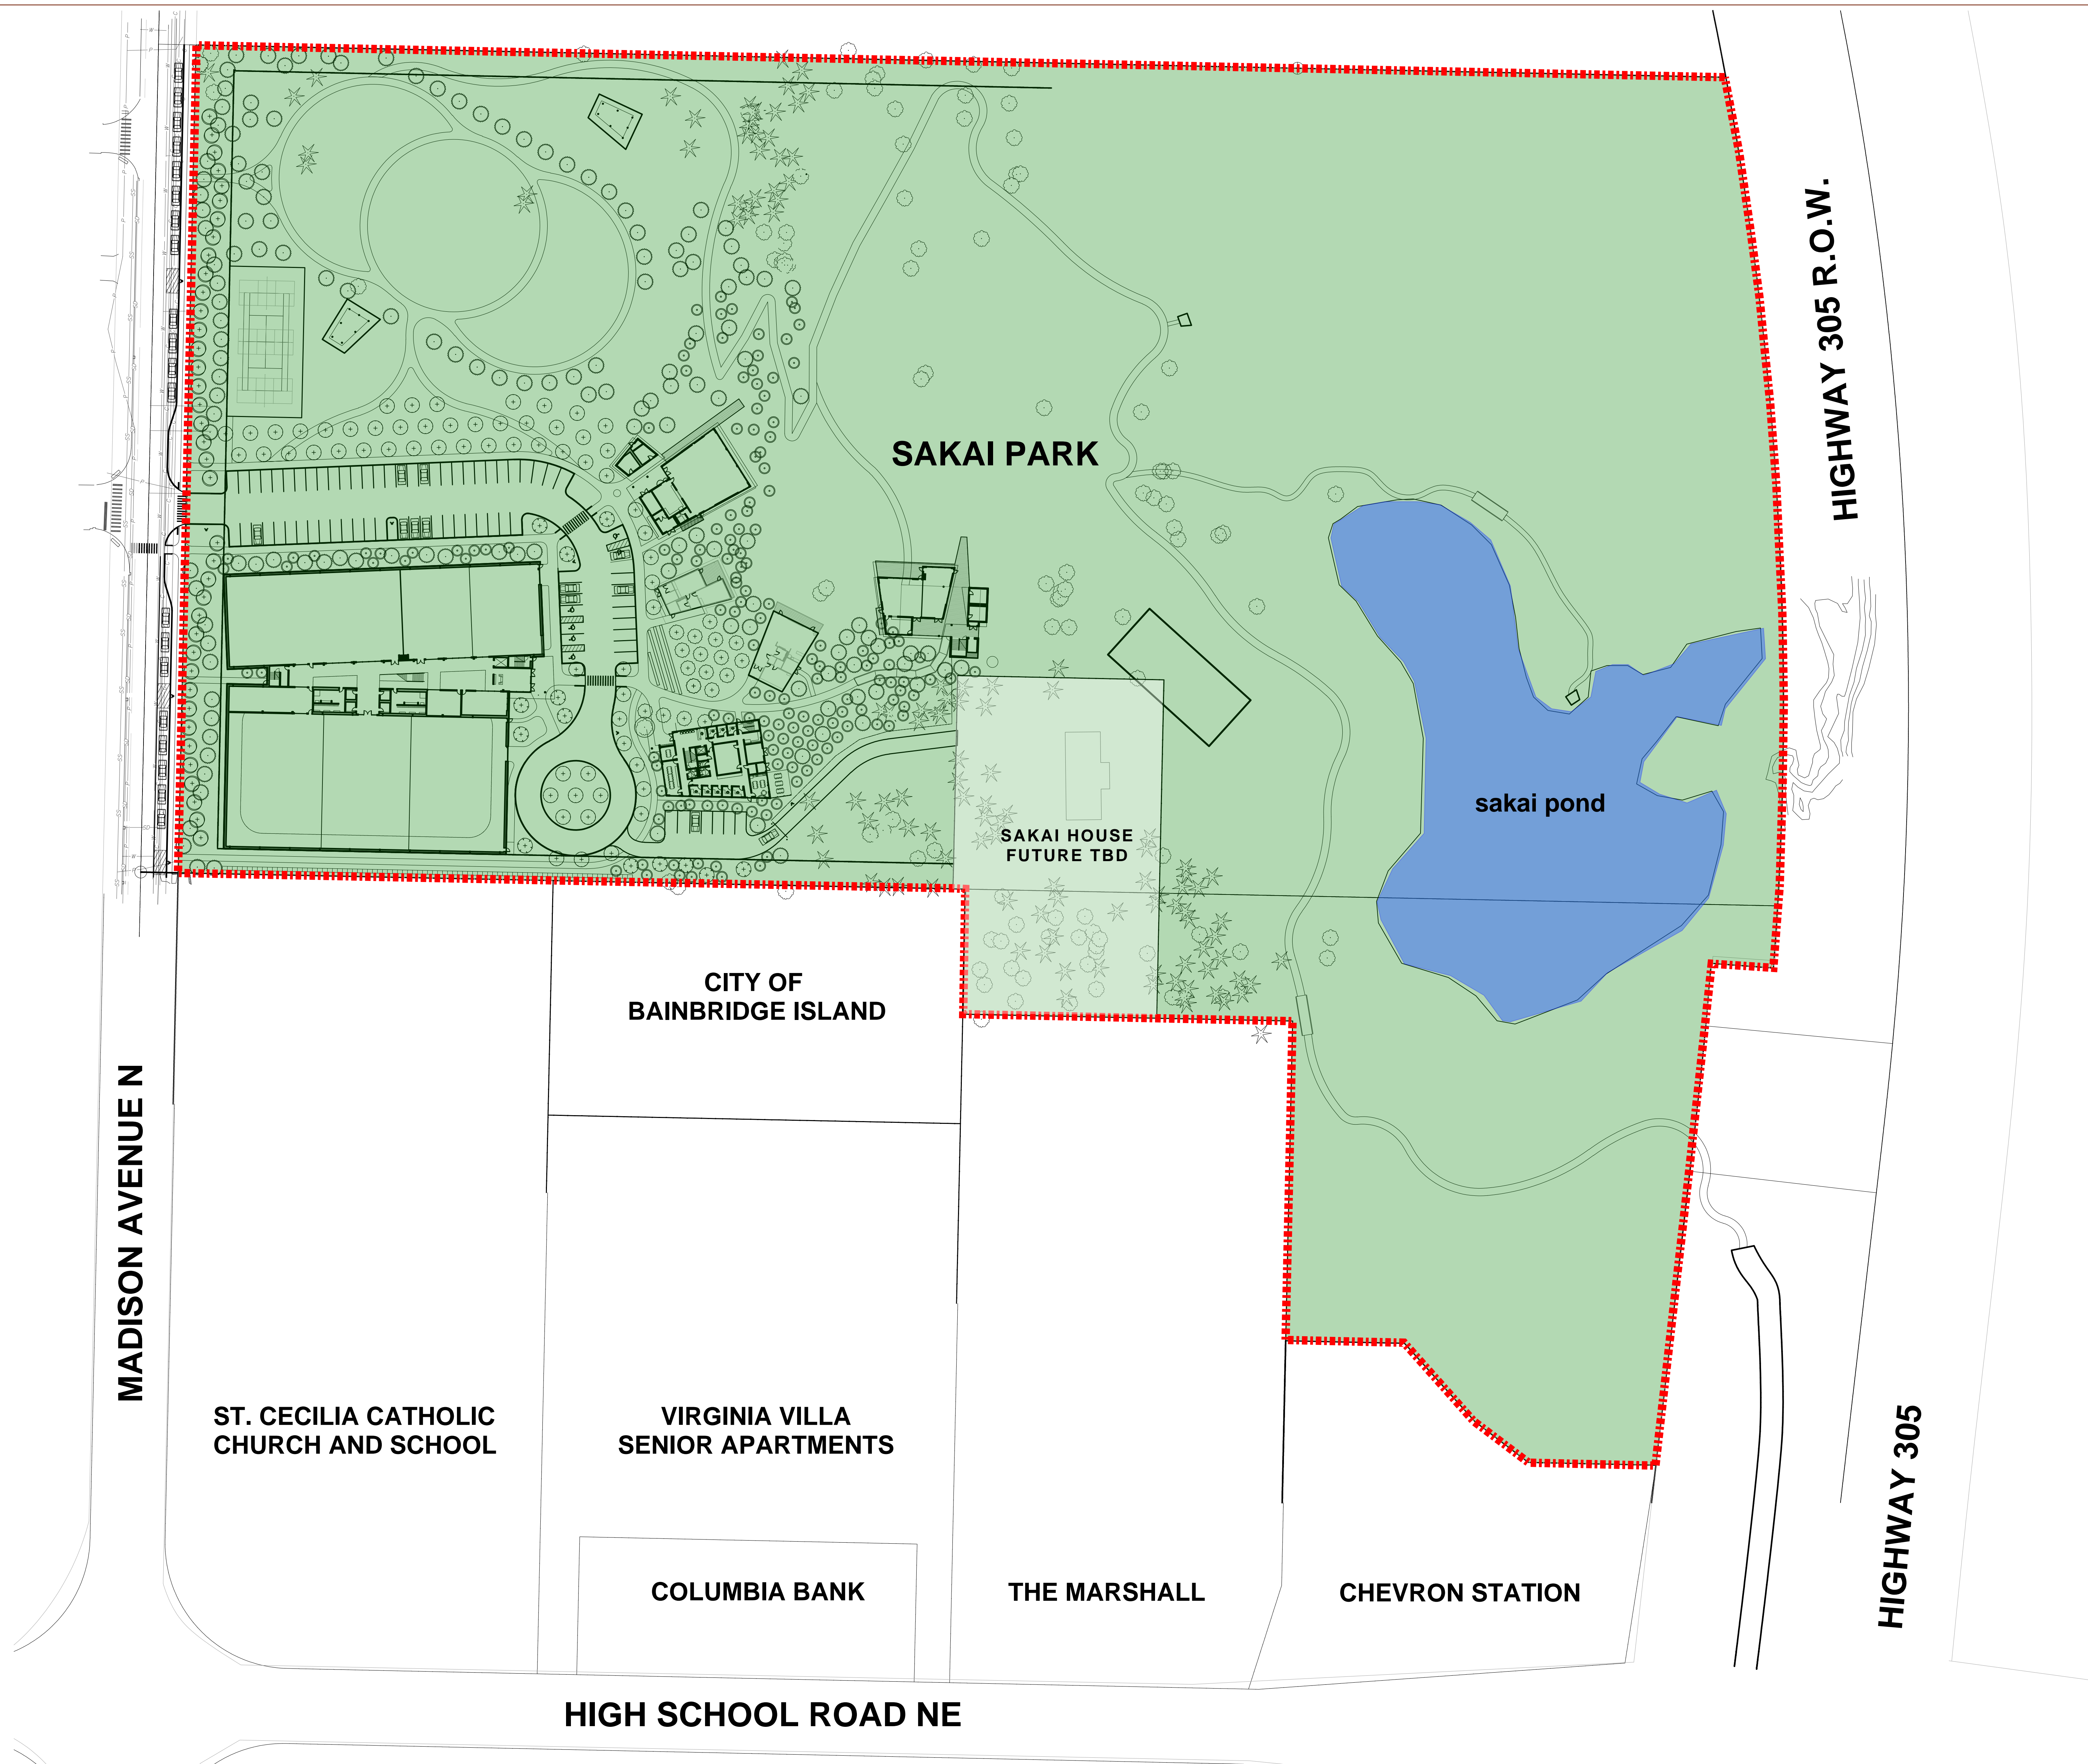 HIGHWAY 305 R.O.W.
SAKAI PARK
sakai pond
SAKAI HOUSE
FUTURE TBD
CITY OF
BAINBRIDGE ISLAND
MADISON AVENUE N
ST. CECILIA CATHOLIC
CHURCH AND SCHOOL
VIRGINIA VILLA
SENIOR APARTMENTS
HIGHWAY 305
COLUMBIA BANK
THE MARSHALL
CHEVRON STATION
HIGH SCHOOL ROAD NE